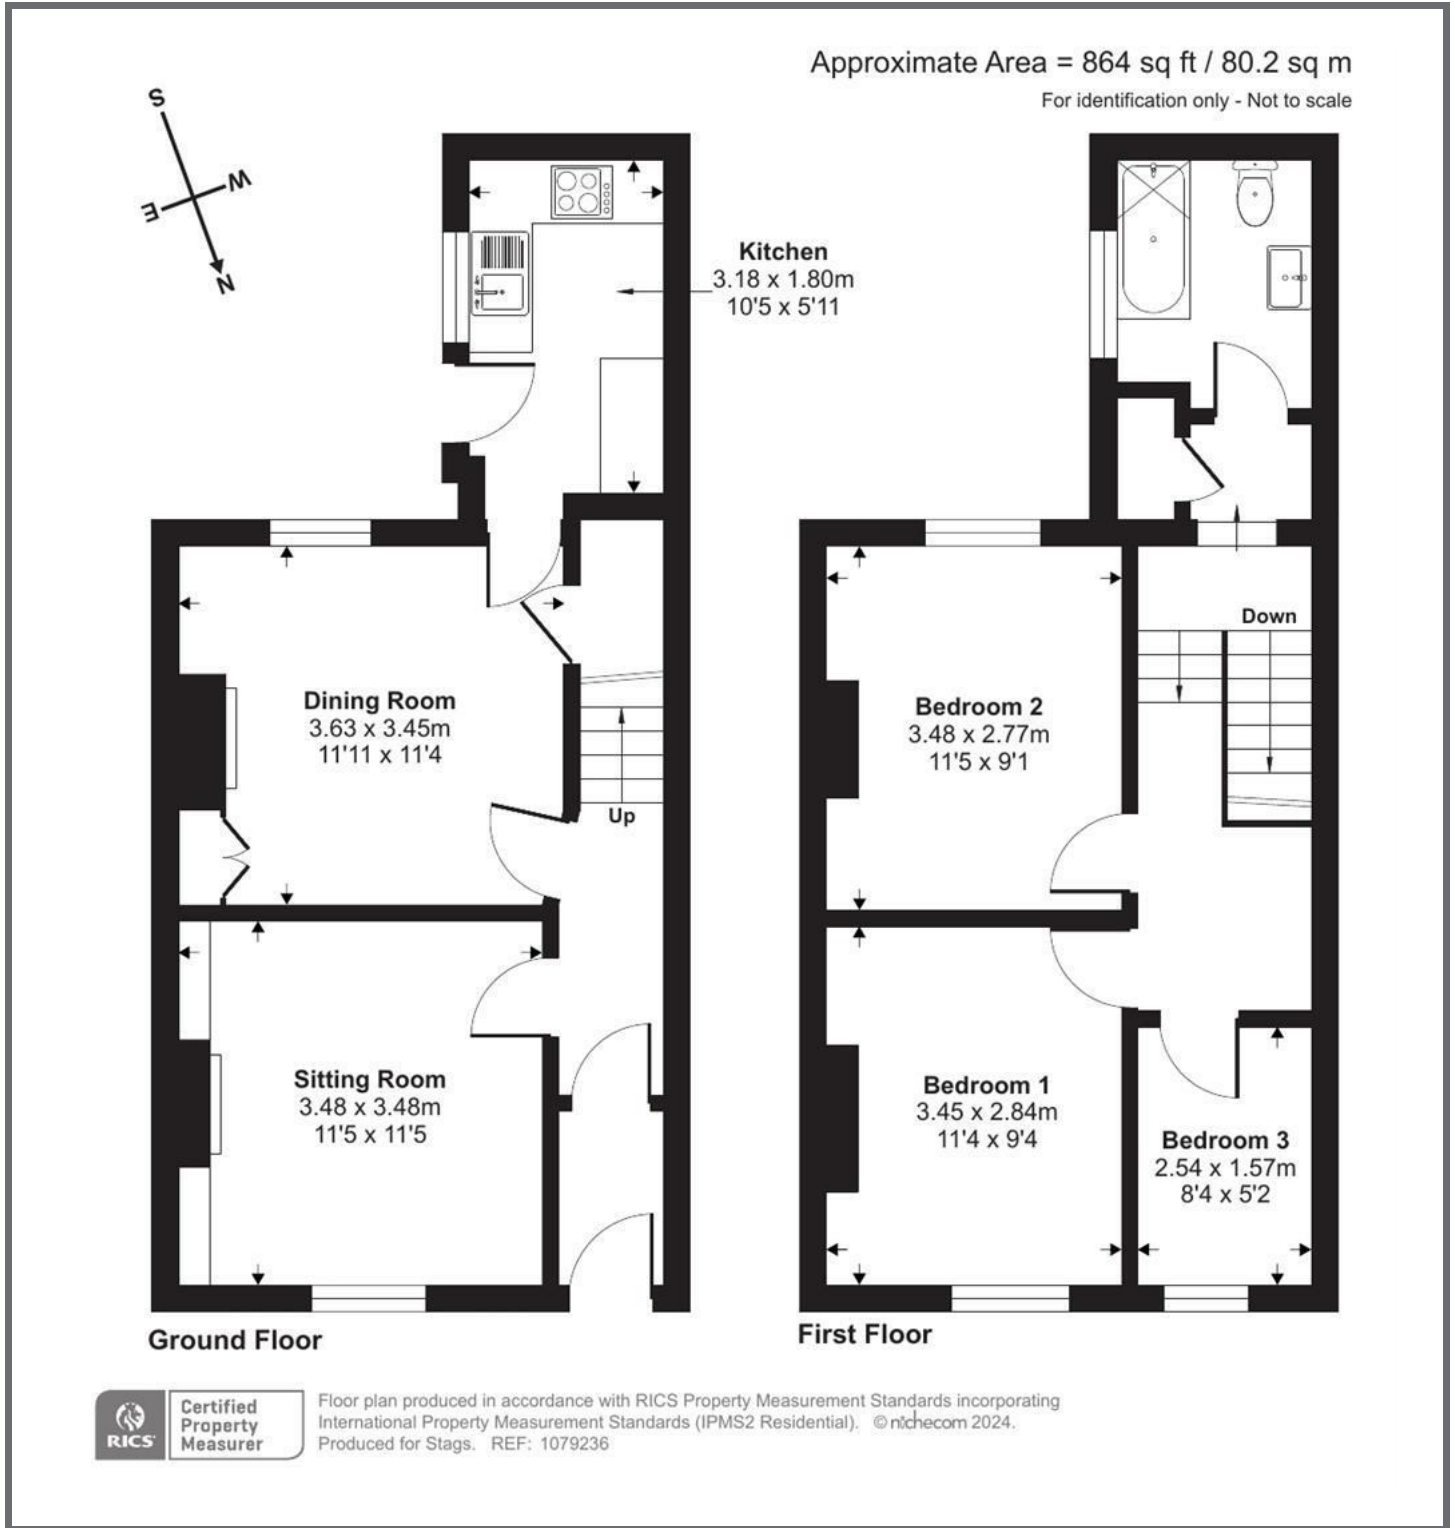 Approximate Area = 864 sq ft / 80.2 sq m
For identification only - Not to scale
S
W
E
N
Kitchen
3.18 x 1.80m
10'5 x 5'11
Dining Room
3.63 x 3.45m
11'11 x 11'4
Up
Sitting Room
3.48 x 3.48m
11'5 x 11'5
Ground Floor
Down
Bedroom 2
3.48 x 2.77m
11'5 x 9'1
Bedroom 1
3.45 x 2.84m
11'4 x 9'4
Bedroom 3
2.54 x 1.57m
8'4 x 5'2
First Floor
RICS
Certified
Property
Measurer
Floor plan produced in accordance with RICS Property Measurement Standards incorporating
International Property Measurement Standards (IPMS2 Residential). © nichecom 2024.
Produced for Stags. REF: 1079236